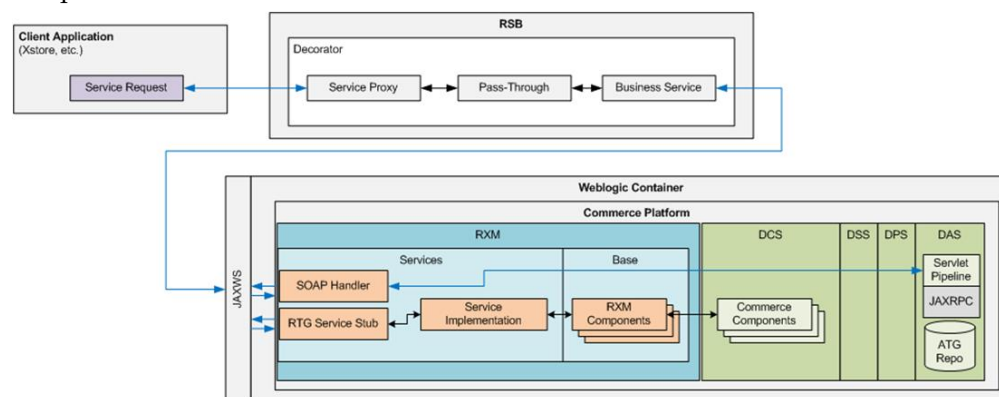 Client Application
(Xstore, etc.)
Service Request
RSB
Decorator
Service Proxy
Pass-Through
Business Service
Weblogic Container
Commerce Platform
JAXWS
RXM
Services
SOAP Handler
RTG Service Stub
Service
Implementation
Base
RXM
Components
DCS
Commerce
Components
DSS
DPS
DAS
Servlet
Pipeline
JAXRPC
ATG
Repo